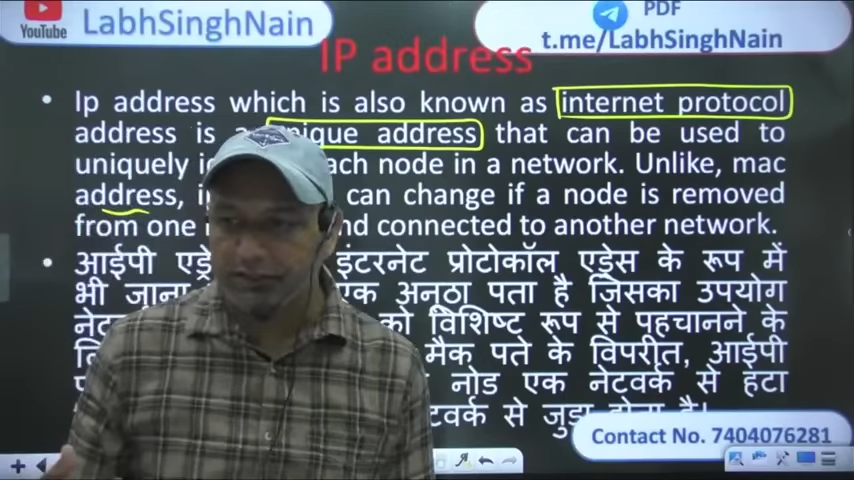 YouTube
LabhSinghNain
PDF
t.me/LabhSinghNain
IP address
• Ip address which is also known as internet protocol
address is unique address that can be used to
uniquely each node in a network. Unlike, mac
address, can change if a node is removed
from one and connected to another network.
• आईपी इंटरनेट प्रोटोकॉल एड्रेस के रूप में
भी जाना एक अनूठा पता है जिसका उपयोग
को विशिष्ट रूप से पहचानने के
मैक पते के विपरीत, आईपी
नोड एक नेटवर्क से हटा
से जुड़ा होता है।
Contact No. 7404076281